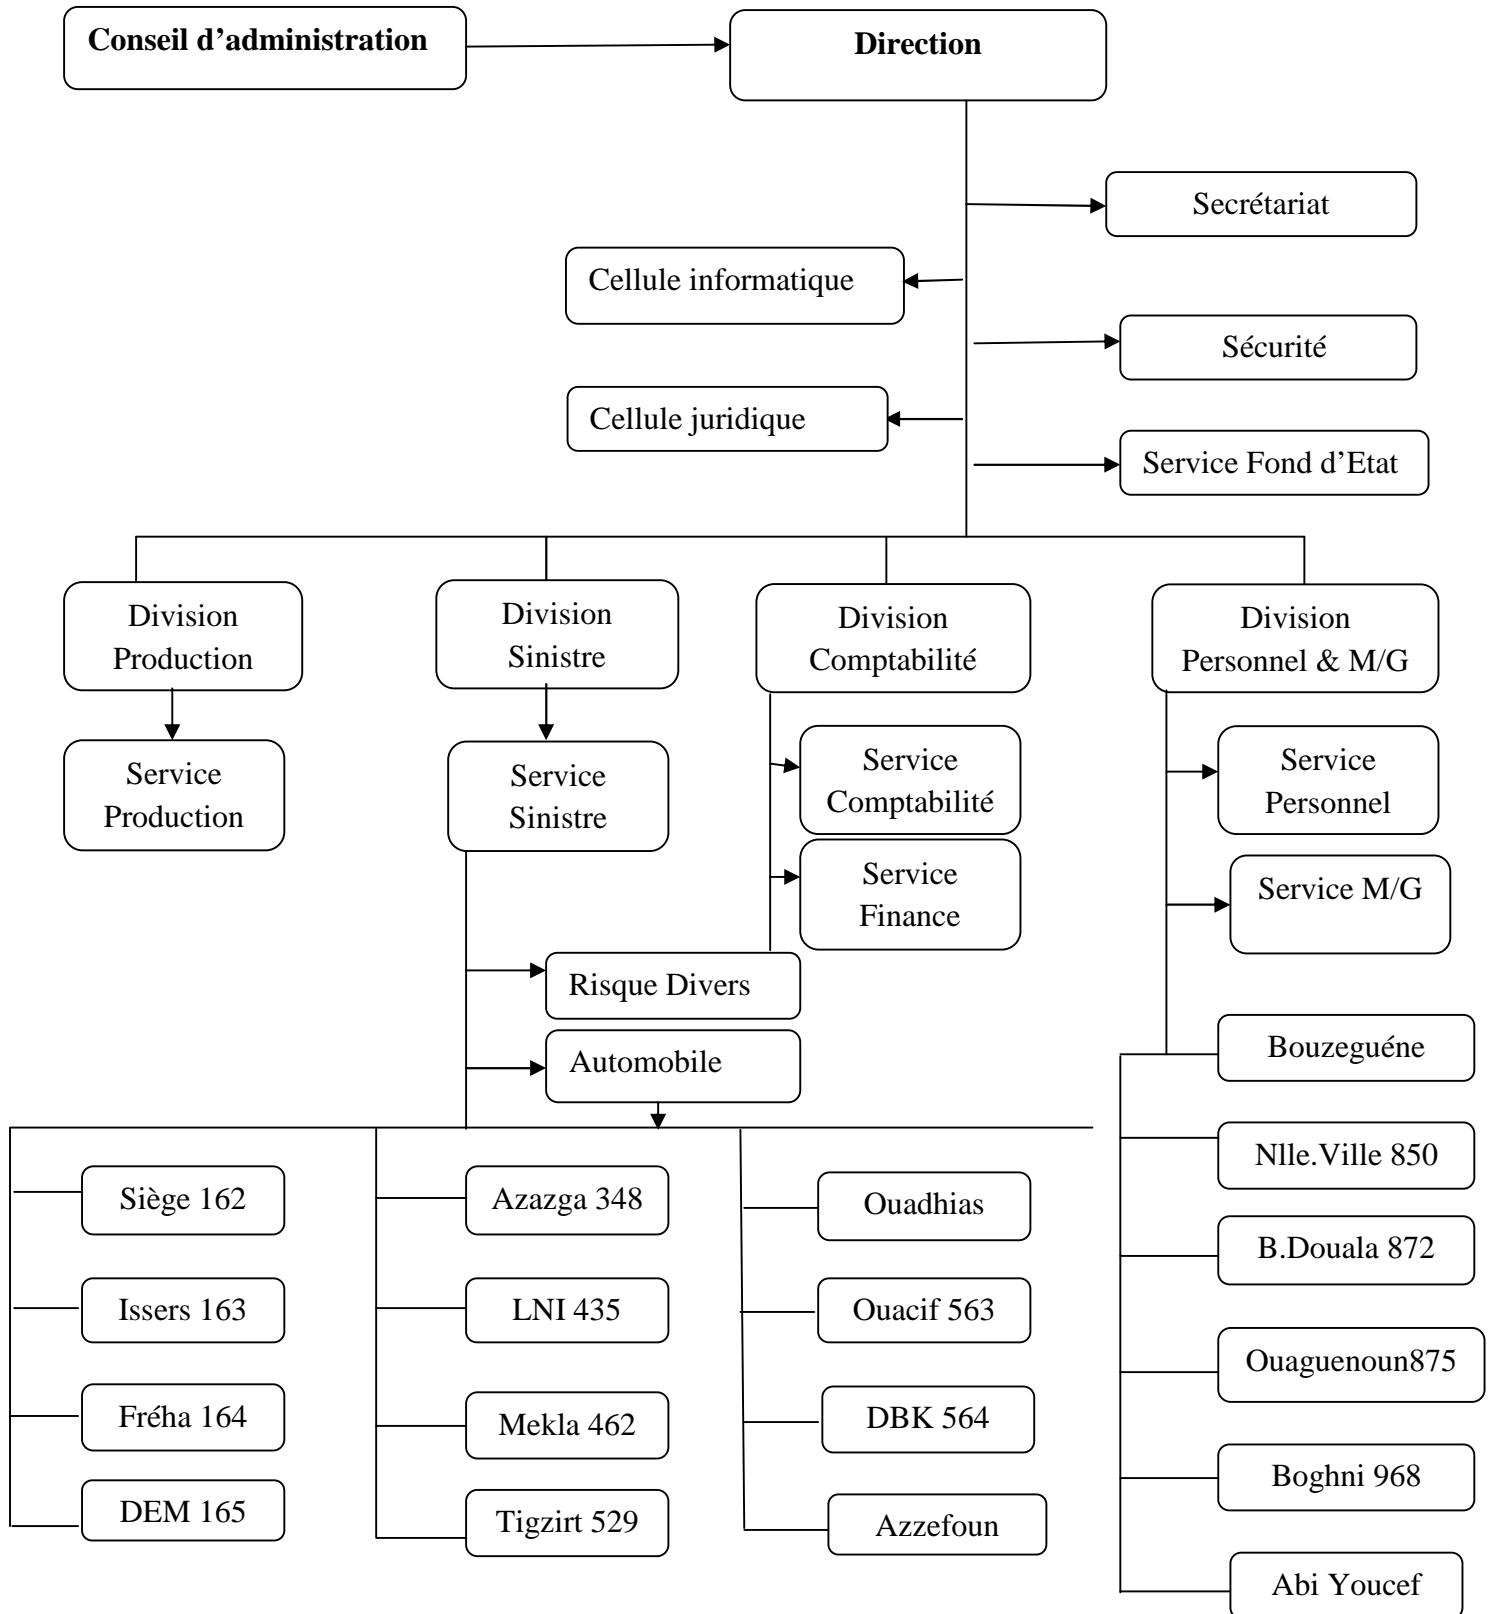 Conseil d’administration
Direction
Secrétariat
Cellule informatique
Sécurité
Cellule juridique
Service Fond d’Etat
Division
Production
Division
Sinistre
Division
Comptabilité
Division
Personnel & M/G
Service
Production
Service
Sinistre
Service
Comptabilité
Service
Personnel
Service
Finance
Service M/G
Risque Divers
Automobile
Siège 162
Issers 163
Fréha 164
DEM 165
Azazga 348
LNI 435
Mekla 462
Tigzirt 529
Ouadhias
Ouacif 563
DBK 564
Azzefoun
Bouzeguéne
Nlle.Ville 850
B.Douala 872
Ouaguenoun875
Boghni 968
Abi Youcef